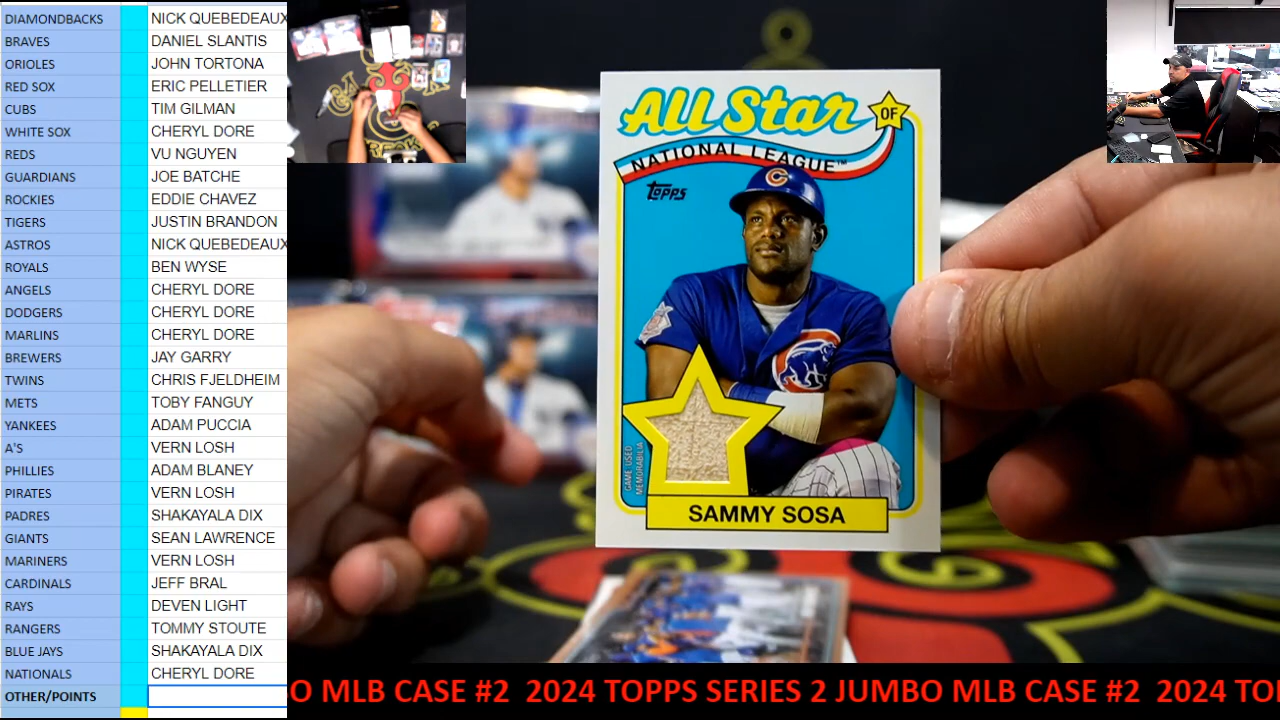 DIAMONDBACKS NICK QUEBEDEAUX
BRAVES DANIEL SLANTIS
ORIOLES JOHN TORTONA
RED SOX ERIC PELLETIER
CUBS TIM GILMAN
WHITE SOX CHERYL DORE
REDS VU NGUYEN
GUARDIANS JOE BATCHE
ROCKIES EDDIE CHAVEZ
TIGERS JUSTIN BRANDON
ASTROS NICK QUEBEDEAUX
ROYALS BEN WYSE
ANGELS CHERYL DORE
DODGERS CHERYL DORE
MARLINS CHERYL DORE
BREWERS JAY GARRY
TWINS CHRIS FJELDHEIM
METS TOBY FANGUY
YANKEES ADAM PUCCIA
A'S VERN LOSH
PHILLIES ADAM BLANEY
PIRATES VERN LOSH
PADRES SHAKAYALA DIX
GIANTS SEAN LAWRENCE
MARINERS VERN LOSH
CARDINALS JEFF BRAL
RAYS DEVEN LIGHT
RANGERS TOMMY STOUTE
BLUE JAYS SHAKAYALA DIX
NATIONALS CHERYL DORE
OTHER/POINTS
All Star OF
NATIONAL LEAGUE™
TOPPS
C
GAME USED
MEMORABILIA
SAMMY SOSA
O MLB CASE #2 2024 TOPPS SERIES 2 JUMBO MLB CASE #2 2024 TO